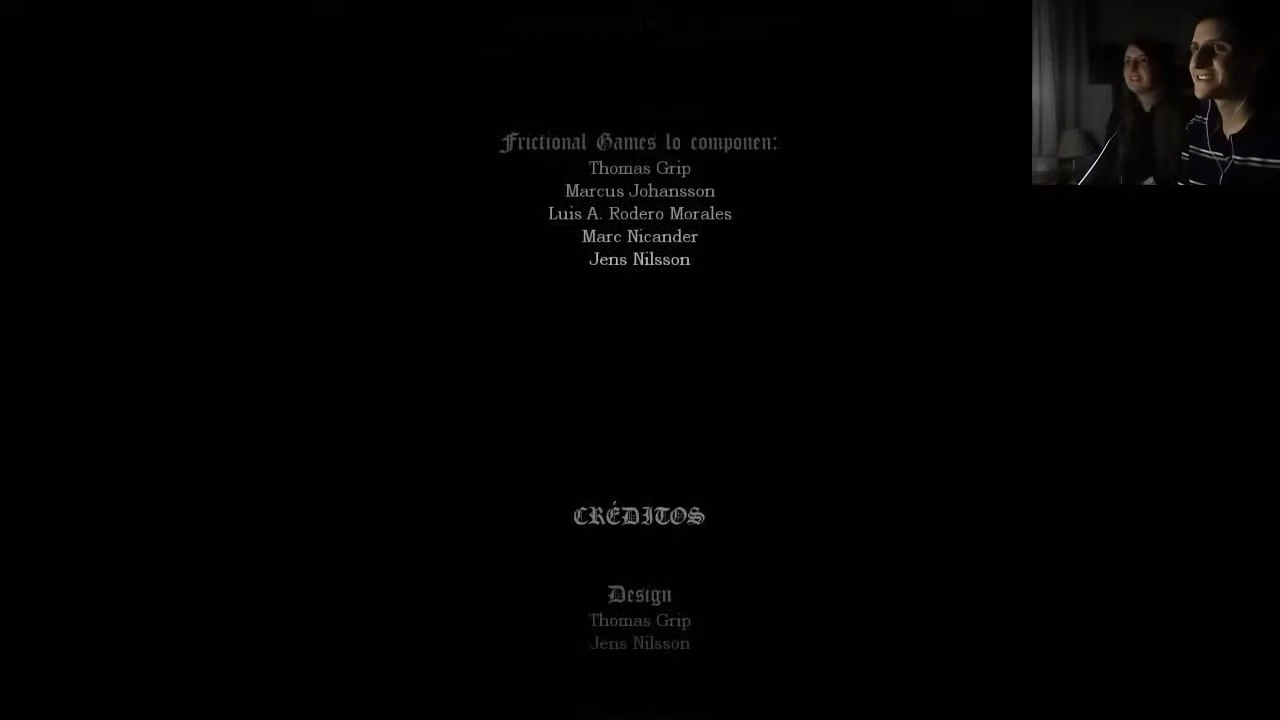 Frictional Games lo componen:
Thomas Grip
Marcus Johansson
Luis A. Rodero Morales
Marc Nicander
Jens Nilsson
CRÉDITOS
Design
Thomas Grip
Jens Nilsson